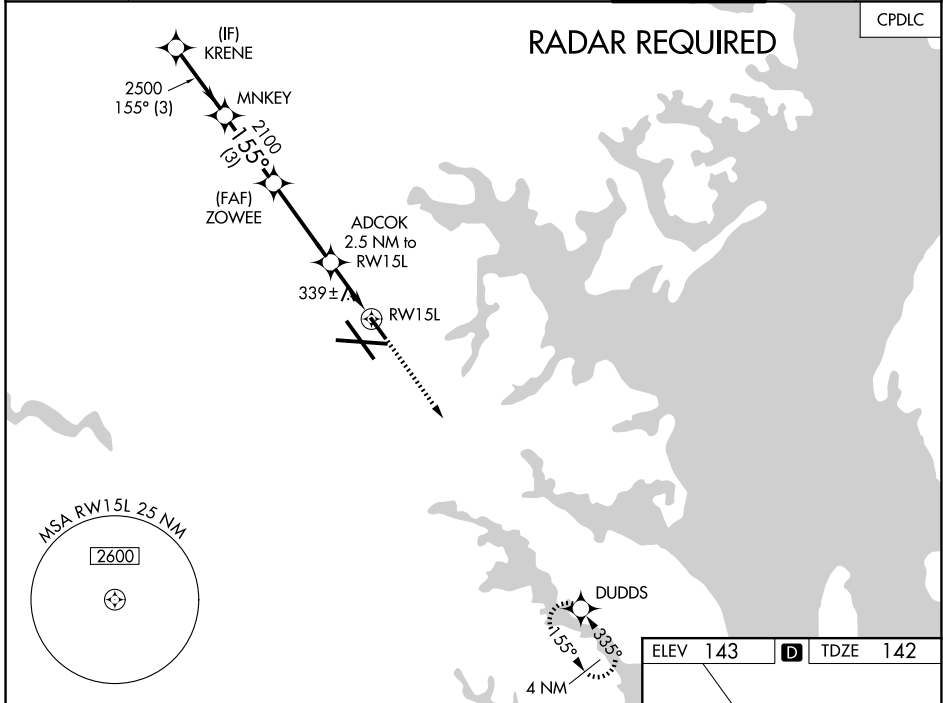 CPDLC
RADAR REQUIRED
(IF)
KRENE
2500
155° (3)
MNKEY
2100
155°
(3)
(FAF)
ZOWEE
ADCOK
2.5 NM to
RW15L
339±
RW15L
MSA RW15L 25 NM
2600
DUDDS
155°
335°
4 NM
ELEV 143 D TDZE 142